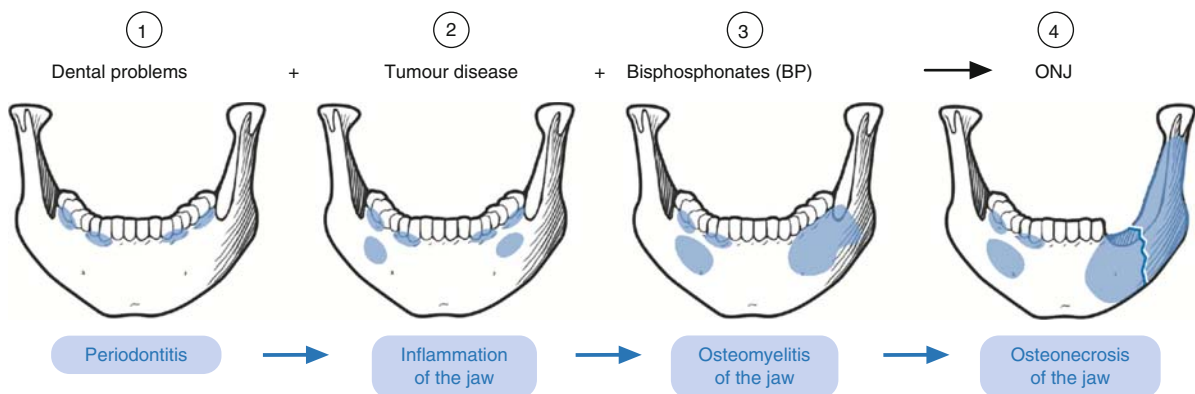 1 2 3 4
Dental problems + Tumour disease + Bisphosphonates (BP) ONJ
Periodontitis
Inflammation
of the jaw
Osteomyelitis
of the jaw
Osteonecrosis
of the jaw